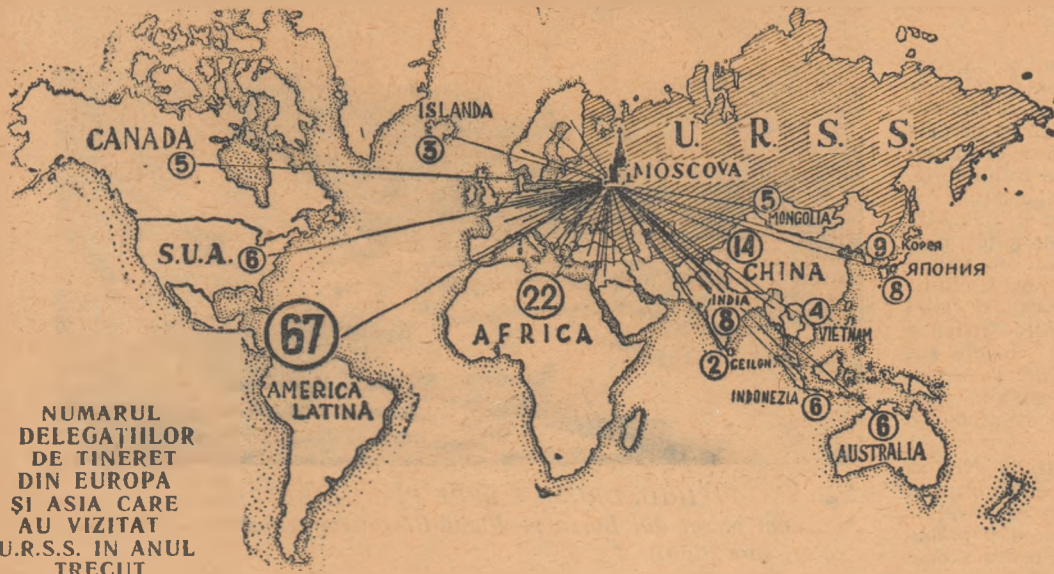 ISLANDA
3
CANADA
5
U. R. S. S.
MOSCOVA
5
MONGOLIA
S.U.A. 6
14
CHINA
9 Корея
ЯПОНИЯ
8
67
22
AFRICA
INDIA
8
4
VIETNAM
2 CEILON
AMERICA
LATINA
INDONEZIA
6
6
AUSTRALIA
NUMARUL
DELEGAȚIILOR
DE TINERET
DIN EUROPA
ȘI ASIA CARE
AU VIZITAT
U.R.S.S. IN ANUL
TRECUT